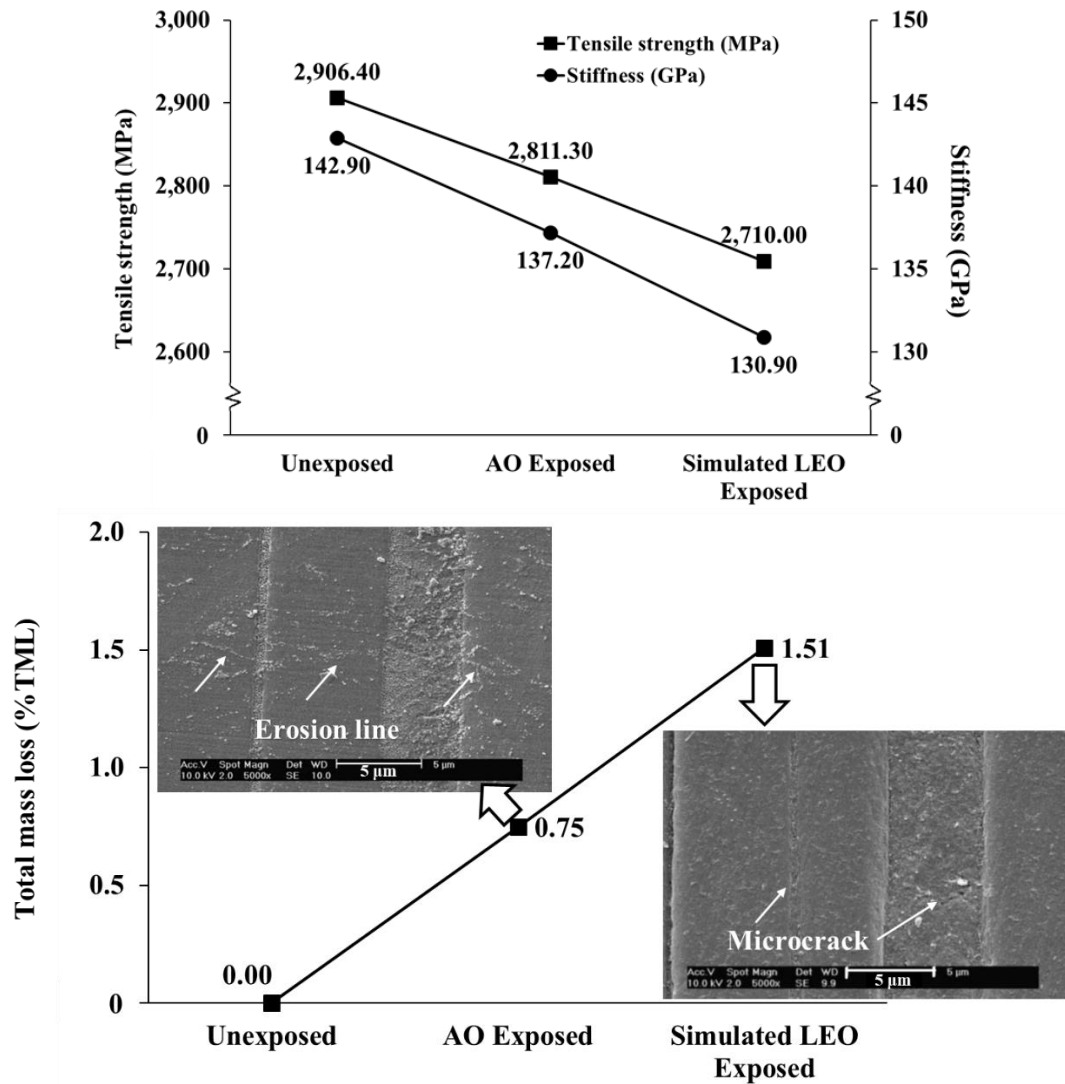 3,000
2,900
2,800
2,700
2,600
0
Tensile strength (MPa)
150
145
140
135
130
0
Stiffness (GPa)
Tensile strength (MPa)
Stiffness (GPa)
2,906.40
142.90
2,811.30
137.20
2,710.00
130.90
Unexposed
AO Exposed
Simulated LEO
Exposed
2.0
1.5
1.0
0.5
0
Total mass loss (%TML)
Erosion line
Acc.V Spot Magn Det WD
10.0 kV 2.0 5000x SE 10.0
5 µm
5 µm
0.00
0.75
1.51
Microcrack
Acc.V Spot Magn Det WD
10.0 kV 2.0 5000x SE 9.9
5 µm
5 µm
Unexposed
AO Exposed
Simulated LEO
Exposed